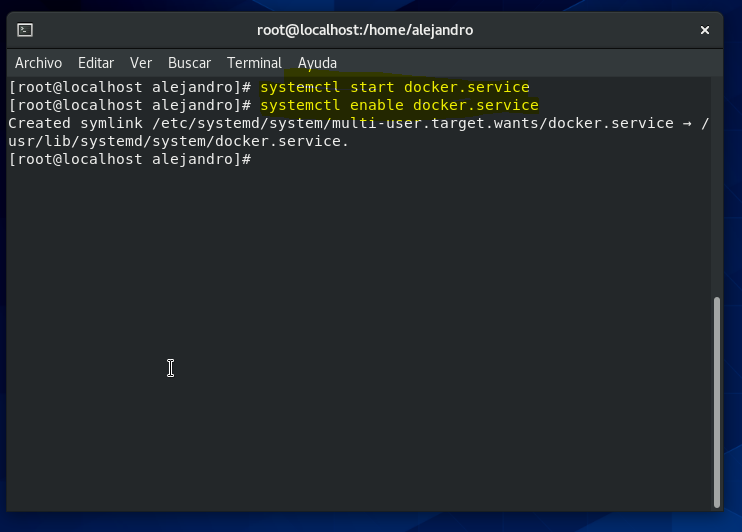 root@localhost:/home/alejandro
Archivo Editar Ver Buscar Terminal Ayuda
[root@localhost alejandro]# systemctl start docker.service
[root@localhost alejandro]# systemctl enable docker.service
Created symlink /etc/systemd/system/multi-user.target.wants/docker.service → /
usr/lib/systemd/system/docker.service.
[root@localhost alejandro]#